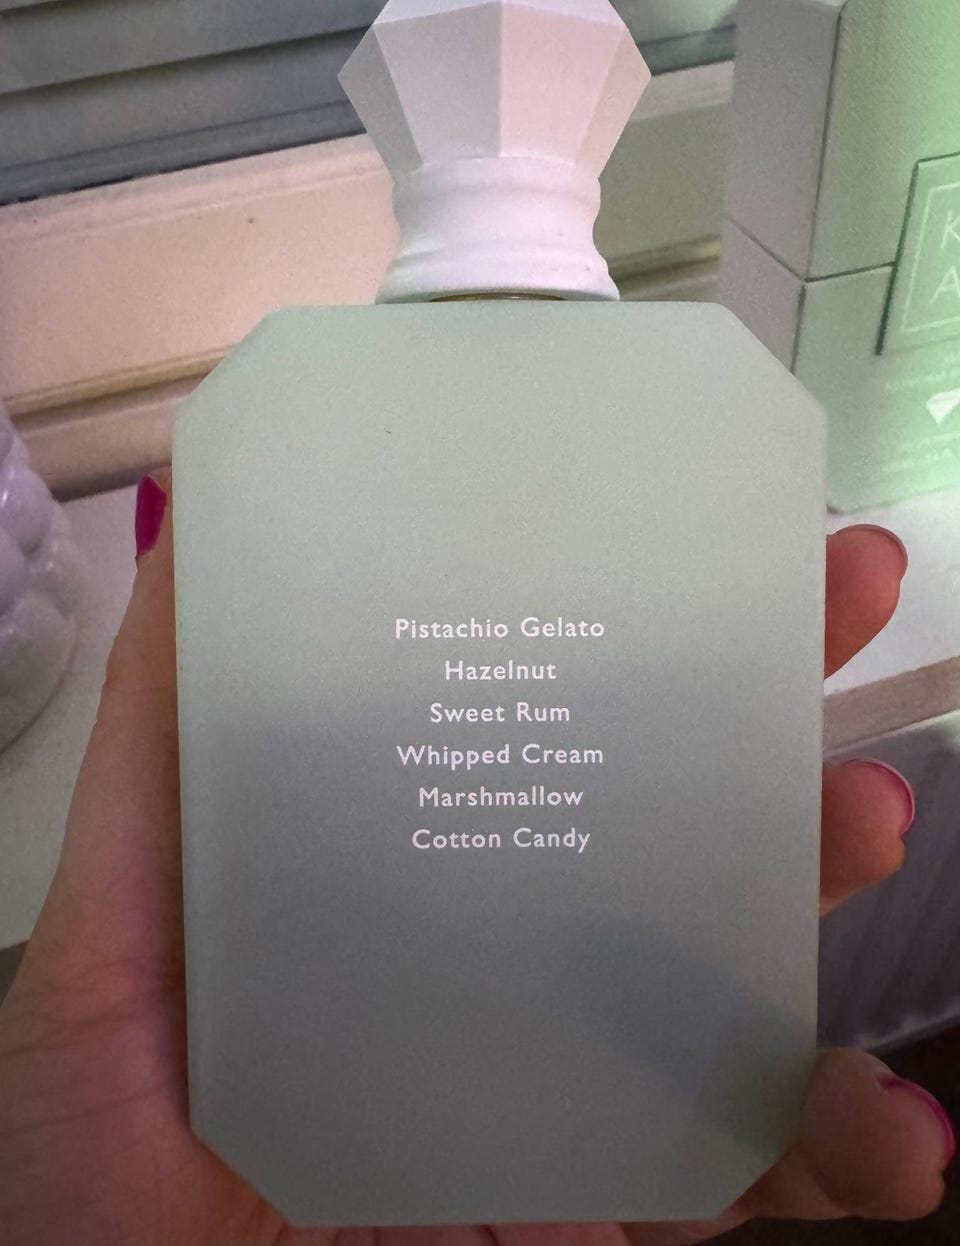 Pistachio Gelato
Hazelnut
Sweet Rum
Whipped Cream
Marshmallow
Cotton Candy
K
A